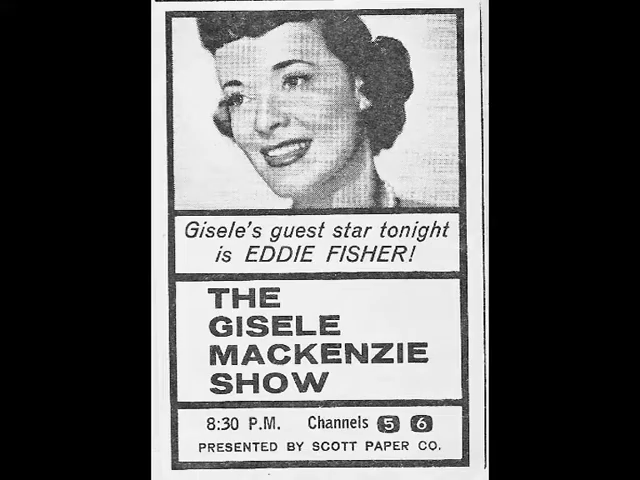 Gisele's guest star tonight
is EDDIE FISHER!
THE
GISELE
MACKENZIE
SHOW
8:30 P.M. Channels 5 6
PRESENTED BY SCOTT PAPER CO.